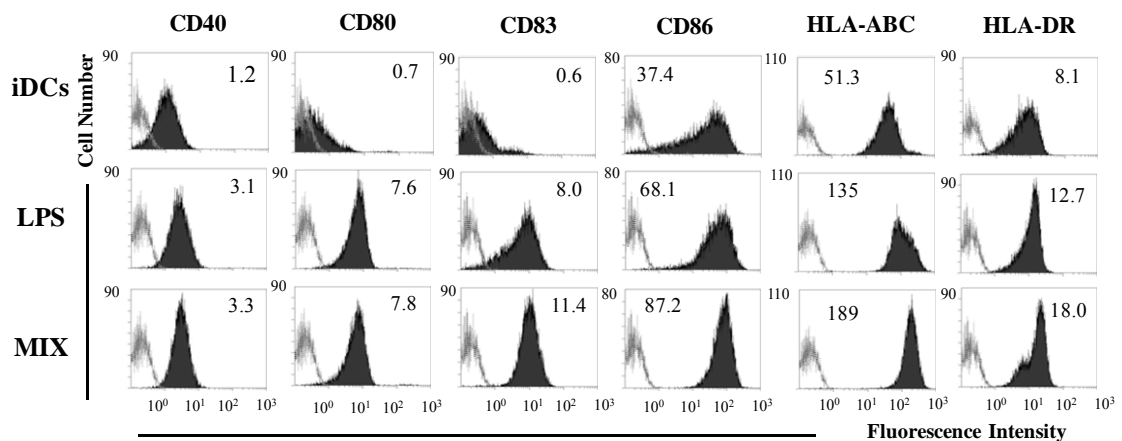 CD40 CD80 CD83 CD86 HLA-ABC HLA-DR
iDCs Cell Number 90 1.2 90 0.7 90 0.6 80 37.4 110 51.3 90 8.1
LPS 90 3.1 90 7.6 90 8.0 80 68.1 110 135 90 12.7
MIX 90 3.3 90 7.8 90 11.4 80 87.2 110 189 90 18.0
10⁰ 10¹ 10² 10³ 10⁰ 10¹ 10² 10³ 10⁰ 10¹ 10² 10³ 10⁰ 10¹ 10² 10³ 10⁰ 10¹ 10² 10³ 10⁰ 10¹ 10² 10³
Fluorescence Intensity